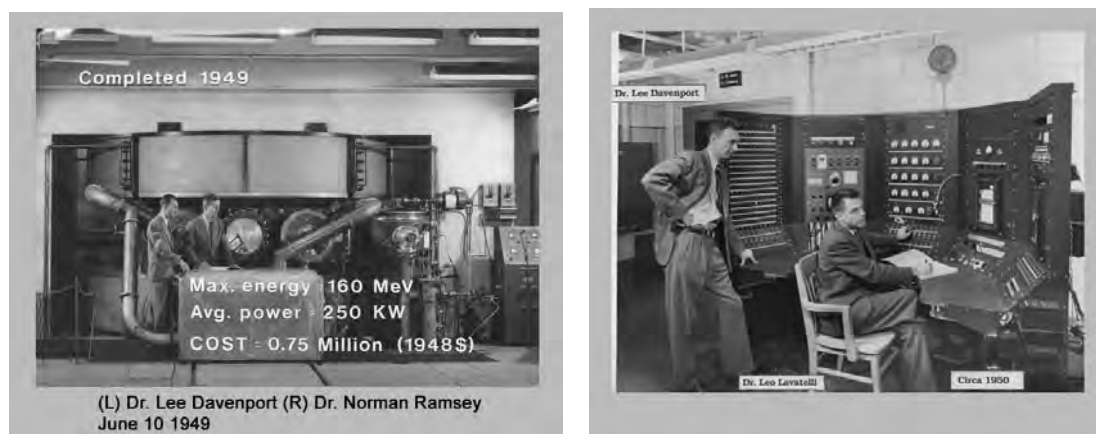 Completed 1949
Max. energy = 160 MeV
Avg. power = 250 KW
COST = 0.75 Million (1948$)
(L) Dr. Lee Davenport (R) Dr. Norman Ramsey
June 10 1949
Dr. Lee Davenport
Dr. Leo Lavatelli
Circa 1950